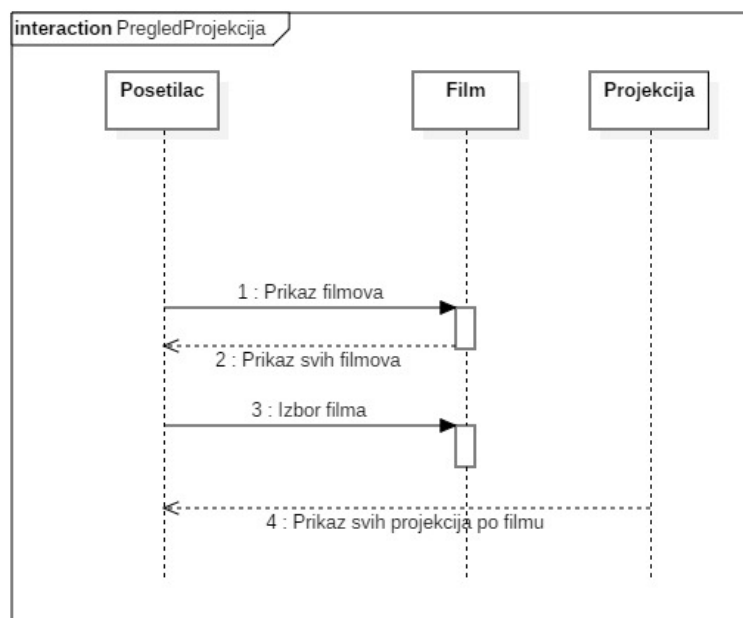 interaction PregledProjekcija
Posetilac
Film
Projekcija
1 : Prikaz filmova
2 : Prikaz svih filmova
3 : Izbor filma
4 : Prikaz svih projekcija po filmu